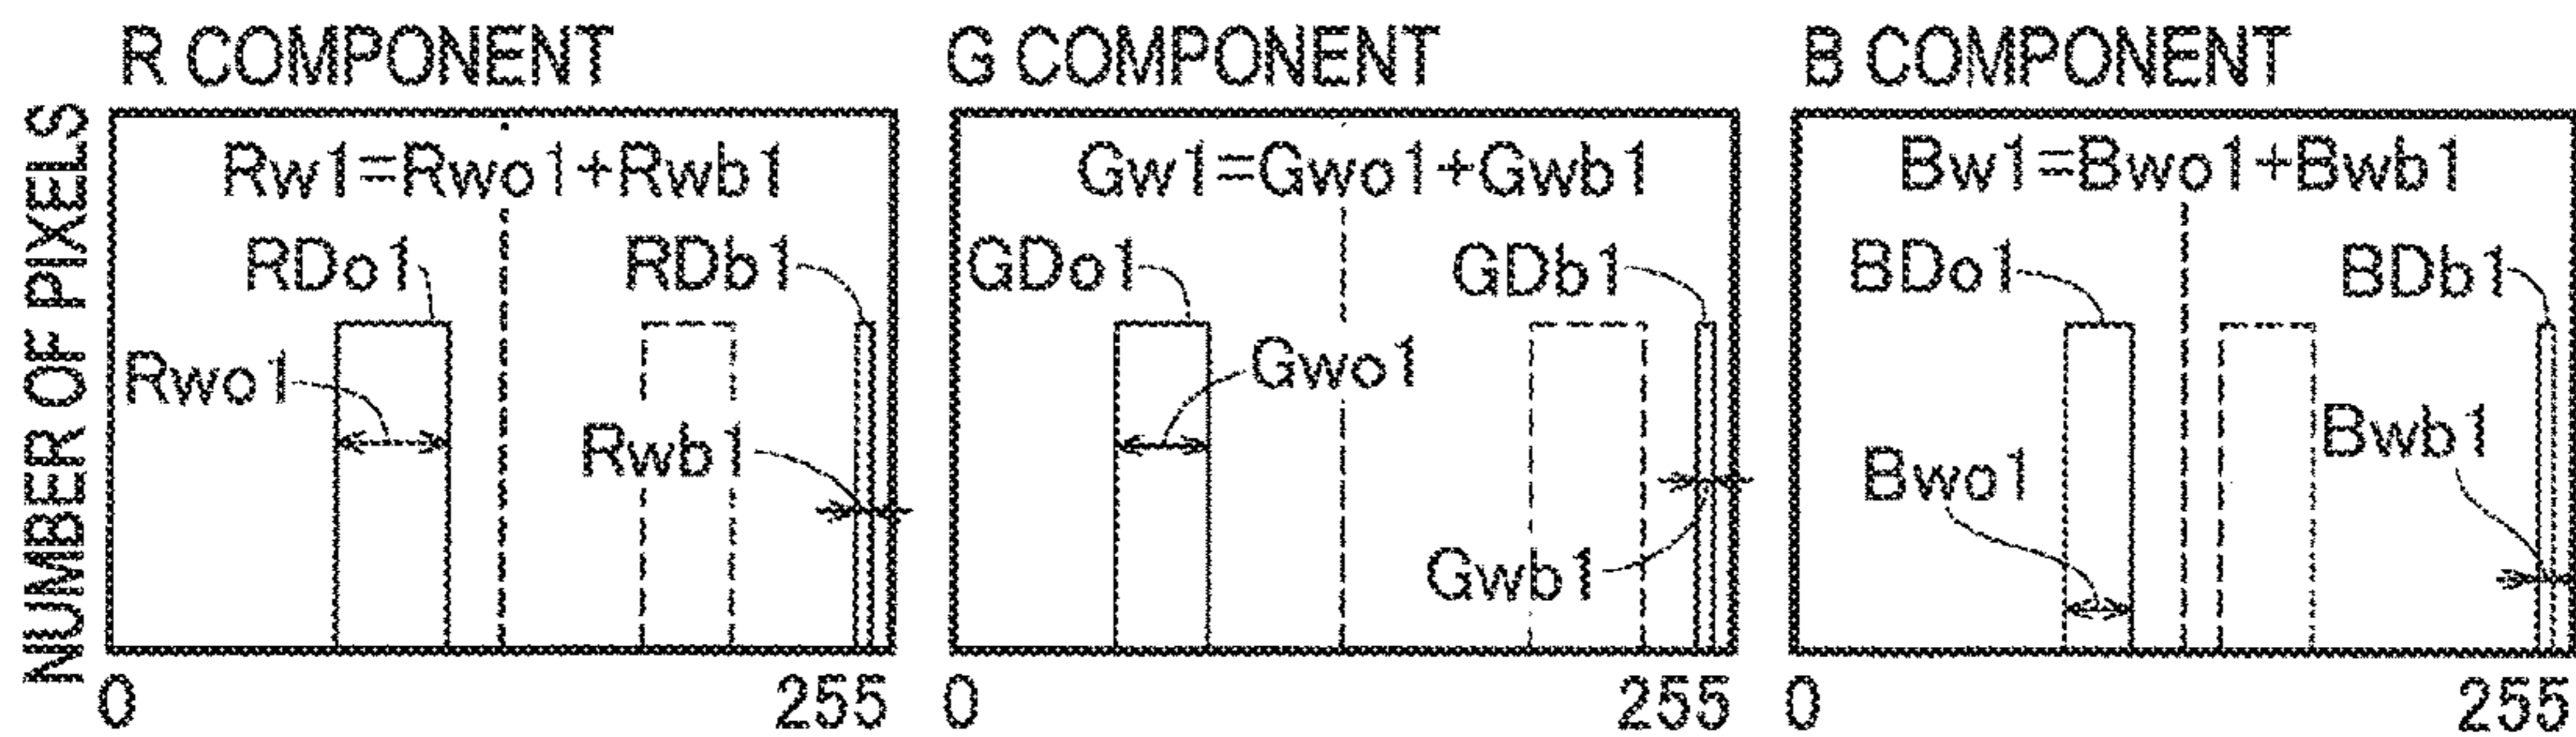 R COMPONENT
G COMPONENT
B COMPONENT
NUMBER OF PIXELS
Rw1=Rwo1+Rwb1
RDo1
RDb1
Rwo1
Rwb1
0
255
Gw1=Gwo1+Gwb1
GDo1
GDb1
Gwo1
Gwb1
0
255
Bw1=Bwo1+Bwb1
BDo1
BDb1
Bwb1
Bwo1
0
255